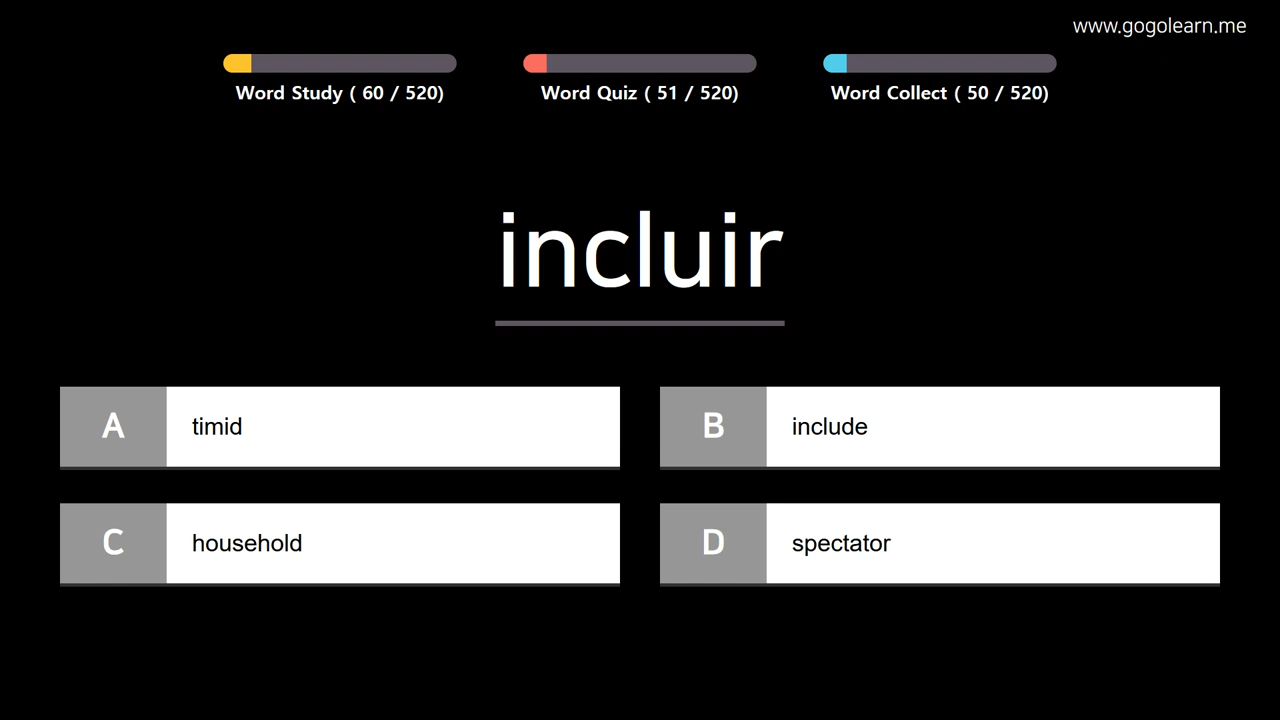 www.gogolearn.me
Word Study ( 60 / 520)
Word Quiz ( 51 / 520)
Word Collect ( 50 / 520)
incluir
A timid
B include
C household
D spectator